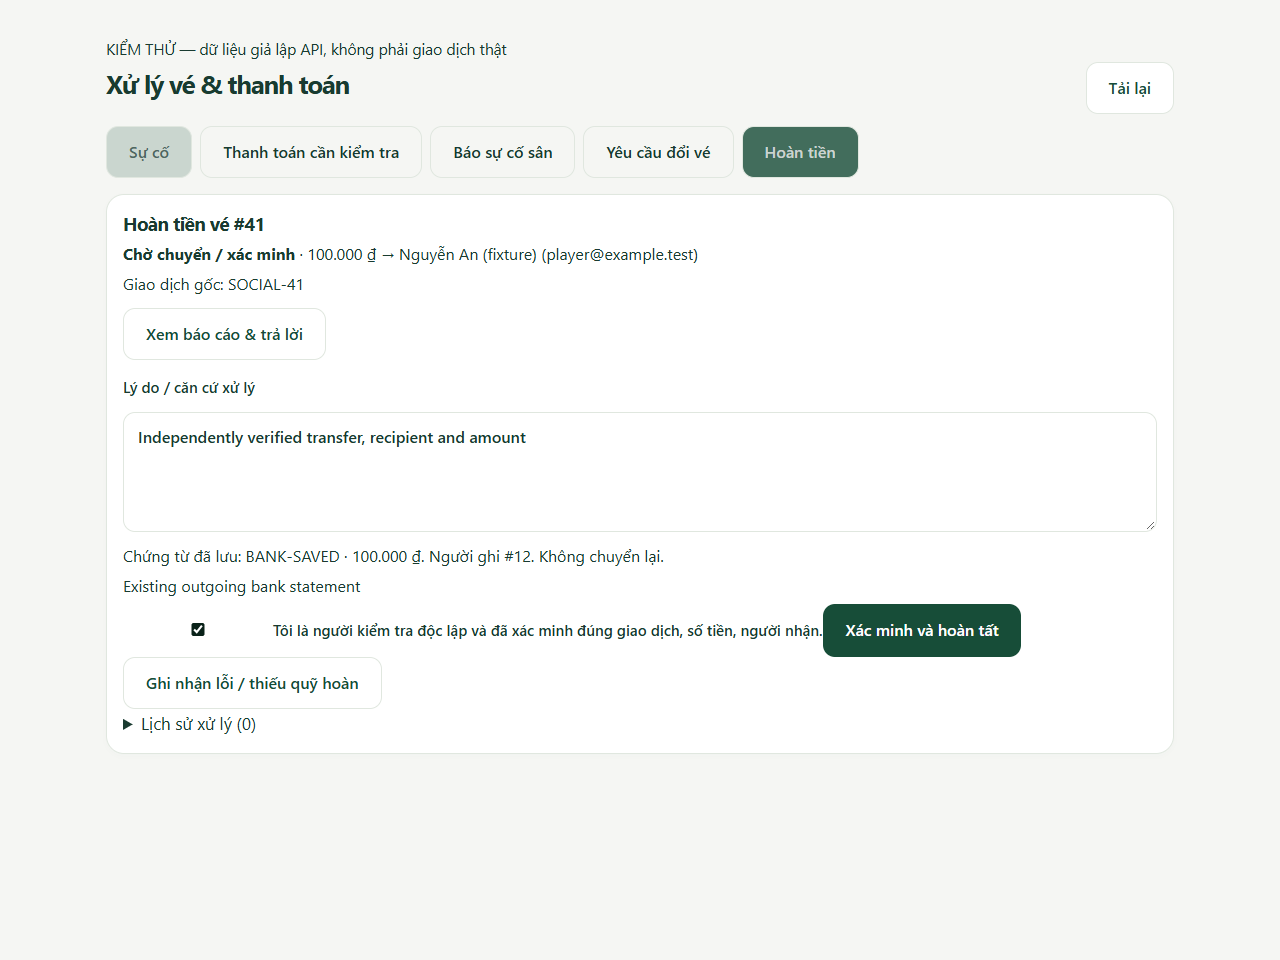 KIỂM THỬ — dữ liệu giả lập API, không phải giao dịch thật
Xử lý vé & thanh toán
Tải lại
Sự cố
Thanh toán cần kiểm tra
Báo sự cố sân
Yêu cầu đổi vé
Hoàn tiền
Hoàn tiền vé #41
Chờ chuyển / xác minh · 100.000 ₫ → Nguyễn An (fixture) (player@example.test)
Giao dịch gốc: SOCIAL-41
Xem báo cáo & trả lời
Lý do / căn cứ xử lý
Independently verified transfer, recipient and amount
Chứng từ đã lưu: BANK-SAVED · 100.000 ₫. Người ghi #12. Không chuyển lại.
Existing outgoing bank statement
Tôi là người kiểm tra độc lập và đã xác minh đúng giao dịch, số tiền, người nhận.
Xác minh và hoàn tất
Ghi nhận lỗi / thiếu quỹ hoàn
Lịch sử xử lý (0)